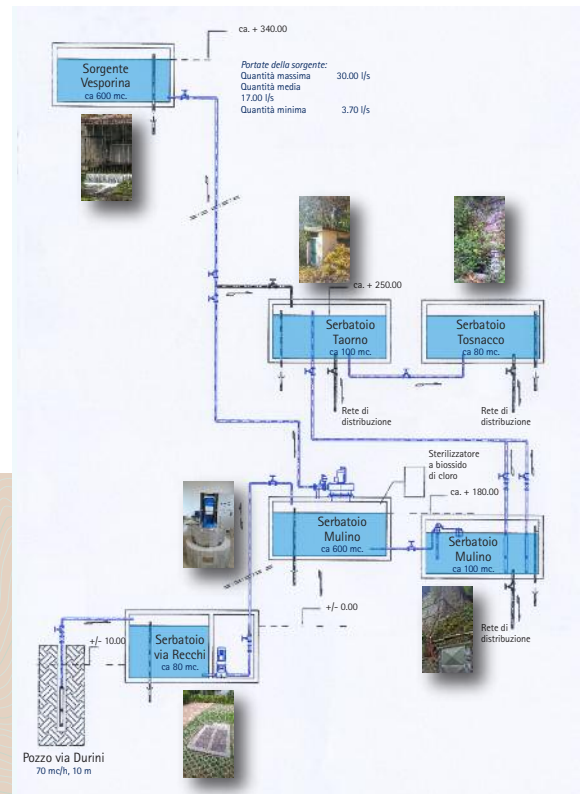 ca. + 340.00
Sorgente
Vesporina
ca 600 mc.
Portate della sorgente:
Quantità massima 30.00 l/s
Quantità media
17.00 l/s
Quantità minima 3.70 l/s
ca. + 250.00
Serbatoio
Taorno
ca 100 mc.
Serbatoio
Tosnacco
ca 80 mc.
Rete di
distribuzione
Rete di
distribuzione
Sterilizzatore
a biossido
di cloro
ca. + 180.00
Serbatoio
Mulino
ca 600 mc.
Serbatoio
Mulino
ca 100 mc.
Rete di
distribuzione
+/- 0.00
+/- 10.00
Serbatoio
via Recchi
ca 80 mc.
Pozzo via Durini
70 mc/h, 10 m